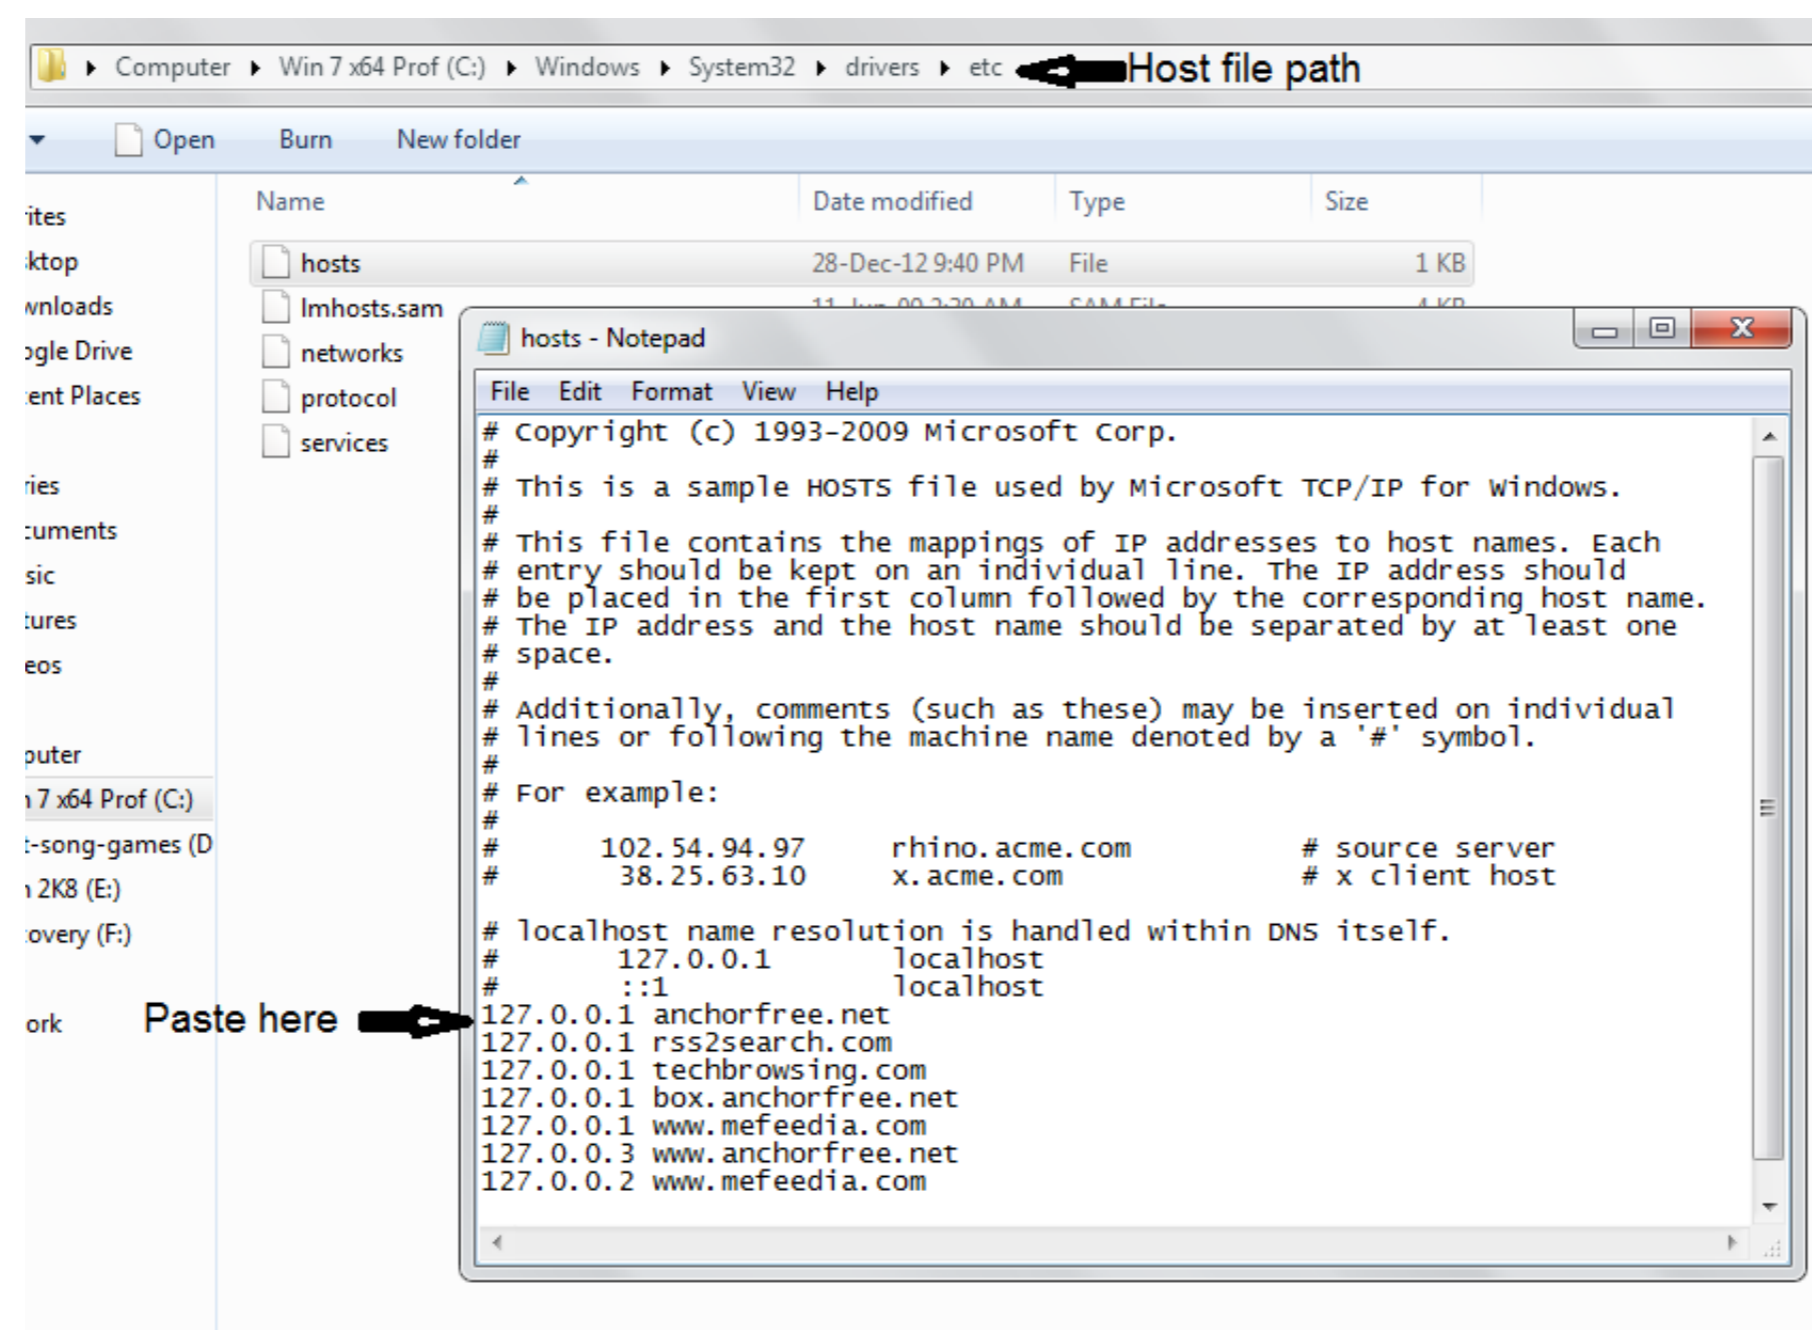 Computer Win 7 x64 Prof (C:) Windows System32 drivers etc Host file path
Open Burn New folder
Name Date modified Type Size
rites
hosts 28-Dec-12 9:40 PM File 1 KB
sktop
lmhosts.sam
wnloads
networks
ogle Drive
protocol
cent Places
services
ries
cuments
sic
tures
eos
puter
n 7 x64 Prof (C:)
t-song-games (D
n 2K8 (E:)
covery (F:)
ork
Paste here
hosts - Notepad
File Edit Format View Help
# Copyright (c) 1993-2009 Microsoft Corp.
#
# This is a sample HOSTS file used by Microsoft TCP/IP for Windows.
#
# This file contains the mappings of IP addresses to host names. Each
# entry should be kept on an individual line. The IP address should
# be placed in the first column followed by the corresponding host name.
# The IP address and the host name should be separated by at least one
# space.
#
# Additionally, comments (such as these) may be inserted on individual
# lines or following the machine name denoted by a '#' symbol.
#
# For example:
#
# 102.54.94.97 rhino.acme.com # source server
# 38.25.63.10 x.acme.com # x client host
# localhost name resolution is handled within DNS itself.
# 127.0.0.1 localhost
# ::1 localhost
127.0.0.1 anchorfree.net
127.0.0.1 rss2search.com
127.0.0.1 techbrowsing.com
127.0.0.1 box.anchorfree.net
127.0.0.1 www.mefeedia.com
127.0.0.3 www.anchorfree.net
127.0.0.2 www.mefeedia.com